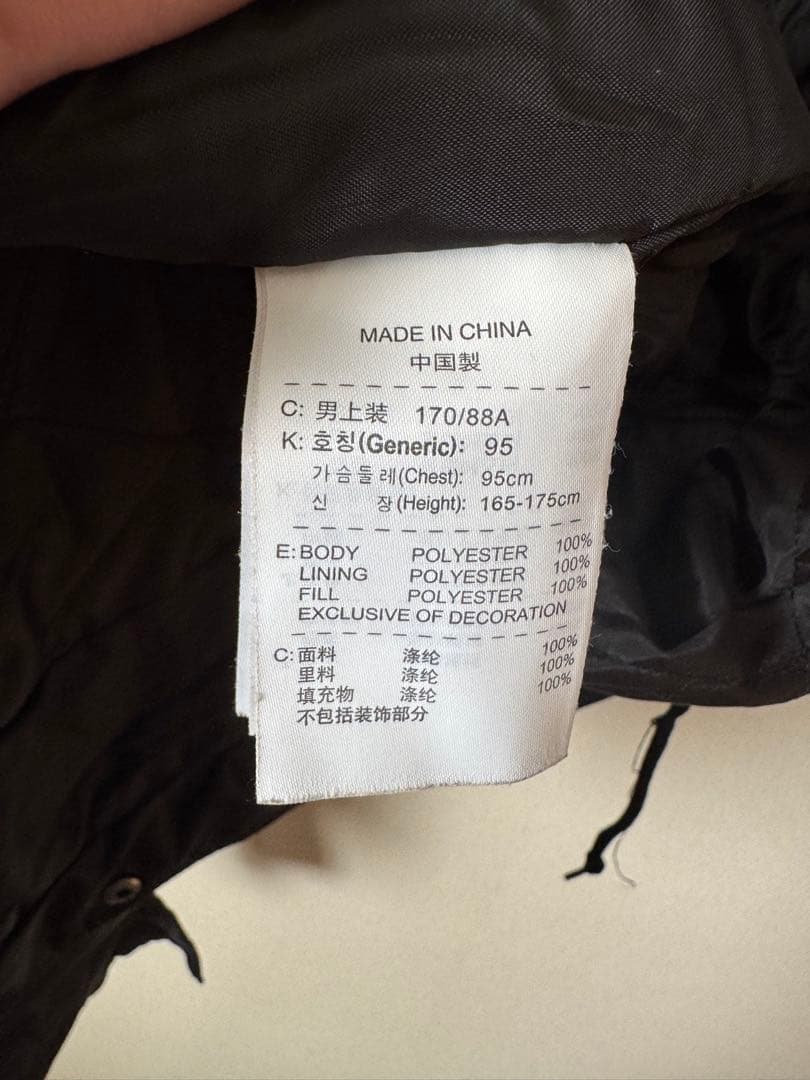 MADE IN CHINA
中国製
C: 男上装 170/88A
K: 호칭(Generic): 95
가슴둘레(Chest): 95cm
신 장(Height): 165-175cm
E: BODY POLYESTER 100%
LINING POLYESTER 100%
FILL POLYESTER 100%
EXCLUSIVE OF DECORATION
C: 面料 涤纶 100%
里料 涤纶 100%
填充物 涤纶 100%
不包括装饰部分